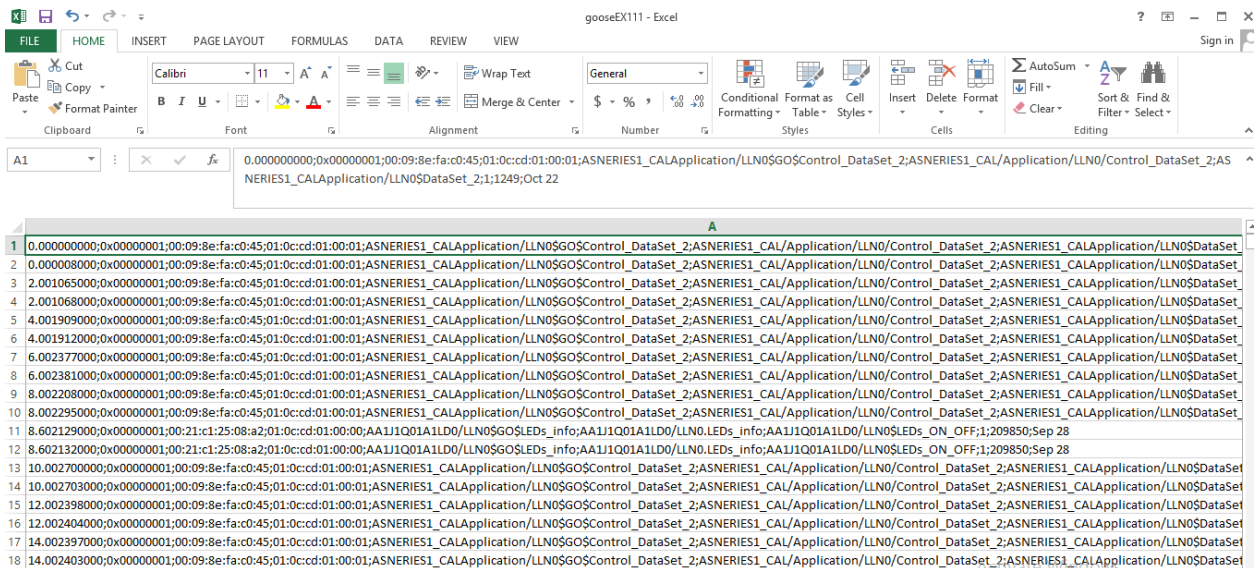 gooseEX111 - Excel
FILE HOME INSERT PAGE LAYOUT FORMULAS DATA REVIEW VIEW Sign in
Paste
Cut
Copy
Format Painter
Clipboard
Calibri 11
B I U
Font
Wrap Text
Merge & Center
Alignment
General
$ % ,
Number
Conditional Formatting
Format as Table
Cell Styles
Styles
Insert Delete Format
Cells
AutoSum
Fill
Clear
Sort & Filter
Find & Select
Editing
A1 fx 0.000000000;0x00000001;00:09:8e:fa:c0:45;01:0c:cd:01:00:01;ASNERIES1_CALApplication/LLN0$GO$Control_DataSet_2;ASNERIES1_CAL/Application/LLN0/Control_DataSet_2;AS
NERIES1_CALApplication/LLN0$DataSet_2;1;1249;Oct 22
A
1 0.000000000;0x00000001;00:09:8e:fa:c0:45;01:0c:cd:01:00:01;ASNERIES1_CALApplication/LLN0$GO$Control_DataSet_2;ASNERIES1_CAL/Application/LLN0/Control_DataSet_2;ASNERIES1_CALApplication/LLN0$DataSet_
2 0.000008000;0x00000001;00:09:8e:fa:c0:45;01:0c:cd:01:00:01;ASNERIES1_CALApplication/LLN0$GO$Control_DataSet_2;ASNERIES1_CAL/Application/LLN0/Control_DataSet_2;ASNERIES1_CALApplication/LLN0$DataSet_
3 2.001065000;0x00000001;00:09:8e:fa:c0:45;01:0c:cd:01:00:01;ASNERIES1_CALApplication/LLN0$GO$Control_DataSet_2;ASNERIES1_CAL/Application/LLN0/Control_DataSet_2;ASNERIES1_CALApplication/LLN0$DataSet_
4 2.001068000;0x00000001;00:09:8e:fa:c0:45;01:0c:cd:01:00:01;ASNERIES1_CALApplication/LLN0$GO$Control_DataSet_2;ASNERIES1_CAL/Application/LLN0/Control_DataSet_2;ASNERIES1_CALApplication/LLN0$DataSet_
5 4.001909000;0x00000001;00:09:8e:fa:c0:45;01:0c:cd:01:00:01;ASNERIES1_CALApplication/LLN0$GO$Control_DataSet_2;ASNERIES1_CAL/Application/LLN0/Control_DataSet_2;ASNERIES1_CALApplication/LLN0$DataSet_
6 4.001912000;0x00000001;00:09:8e:fa:c0:45;01:0c:cd:01:00:01;ASNERIES1_CALApplication/LLN0$GO$Control_DataSet_2;ASNERIES1_CAL/Application/LLN0/Control_DataSet_2;ASNERIES1_CALApplication/LLN0$DataSet_
7 6.002377000;0x00000001;00:09:8e:fa:c0:45;01:0c:cd:01:00:01;ASNERIES1_CALApplication/LLN0$GO$Control_DataSet_2;ASNERIES1_CAL/Application/LLN0/Control_DataSet_2;ASNERIES1_CALApplication/LLN0$DataSet_
8 6.002381000;0x00000001;00:09:8e:fa:c0:45;01:0c:cd:01:00:01;ASNERIES1_CALApplication/LLN0$GO$Control_DataSet_2;ASNERIES1_CAL/Application/LLN0/Control_DataSet_2;ASNERIES1_CALApplication/LLN0$DataSet_
9 8.002208000;0x00000001;00:09:8e:fa:c0:45;01:0c:cd:01:00:01;ASNERIES1_CALApplication/LLN0$GO$Control_DataSet_2;ASNERIES1_CAL/Application/LLN0/Control_DataSet_2;ASNERIES1_CALApplication/LLN0$DataSet_
10 8.002295000;0x00000001;00:09:8e:fa:c0:45;01:0c:cd:01:00:01;ASNERIES1_CALApplication/LLN0$GO$Control_DataSet_2;ASNERIES1_CAL/Application/LLN0/Control_DataSet_2;ASNERIES1_CALApplication/LLN0$DataSet_
11 8.602129000;0x00000001;00:21:c1:25:08:a2;01:0c:cd:01:00:00;AA1J1Q01A1LD0/LLN0$GO$LEDs_info;AA1J1Q01A1LD0/LLN0.LEDs_info;AA1J1Q01A1LD0/LLN0$LEDs_ON_OFF;1;209850;Sep 28
12 8.602132000;0x00000001;00:21:c1:25:08:a2;01:0c:cd:01:00:00;AA1J1Q01A1LD0/LLN0$GO$LEDs_info;AA1J1Q01A1LD0/LLN0.LEDs_info;AA1J1Q01A1LD0/LLN0$LEDs_ON_OFF;1;209850;Sep 28
13 10.002700000;0x00000001;00:09:8e:fa:c0:45;01:0c:cd:01:00:01;ASNERIES1_CALApplication/LLN0$GO$Control_DataSet_2;ASNERIES1_CAL/Application/LLN0/Control_DataSet_2;ASNERIES1_CALApplication/LLN0$DataSet
14 10.002703000;0x00000001;00:09:8e:fa:c0:45;01:0c:cd:01:00:01;ASNERIES1_CALApplication/LLN0$GO$Control_DataSet_2;ASNERIES1_CAL/Application/LLN0/Control_DataSet_2;ASNERIES1_CALApplication/LLN0$DataSet
15 12.002398000;0x00000001;00:09:8e:fa:c0:45;01:0c:cd:01:00:01;ASNERIES1_CALApplication/LLN0$GO$Control_DataSet_2;ASNERIES1_CAL/Application/LLN0/Control_DataSet_2;ASNERIES1_CALApplication/LLN0$DataSet
16 12.002404000;0x00000001;00:09:8e:fa:c0:45;01:0c:cd:01:00:01;ASNERIES1_CALApplication/LLN0$GO$Control_DataSet_2;ASNERIES1_CAL/Application/LLN0/Control_DataSet_2;ASNERIES1_CALApplication/LLN0$DataSet
17 14.002397000;0x00000001;00:09:8e:fa:c0:45;01:0c:cd:01:00:01;ASNERIES1_CALApplication/LLN0$GO$Control_DataSet_2;ASNERIES1_CAL/Application/LLN0/Control_DataSet_2;ASNERIES1_CALApplication/LLN0$DataSet
18 14.002403000;0x00000001;00:09:8e:fa:c0:45;01:0c:cd:01:00:01;ASNERIES1_CALApplication/LLN0$GO$Control_DataSet_2;ASNERIES1_CAL/Application/LLN0/Control_DataSet_2;ASNERIES1_CALApplication/LLN0$DataSet